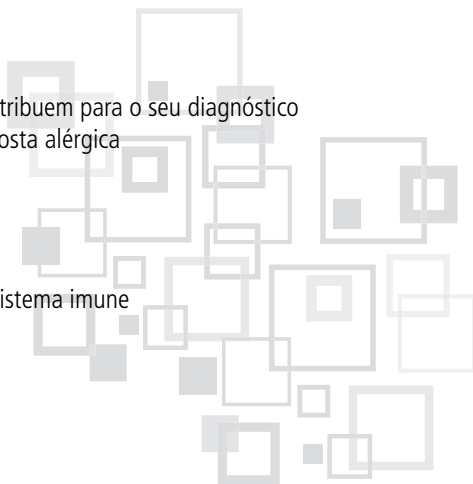 tribuem para o seu diagnóstico
osta alérgica
istema imune